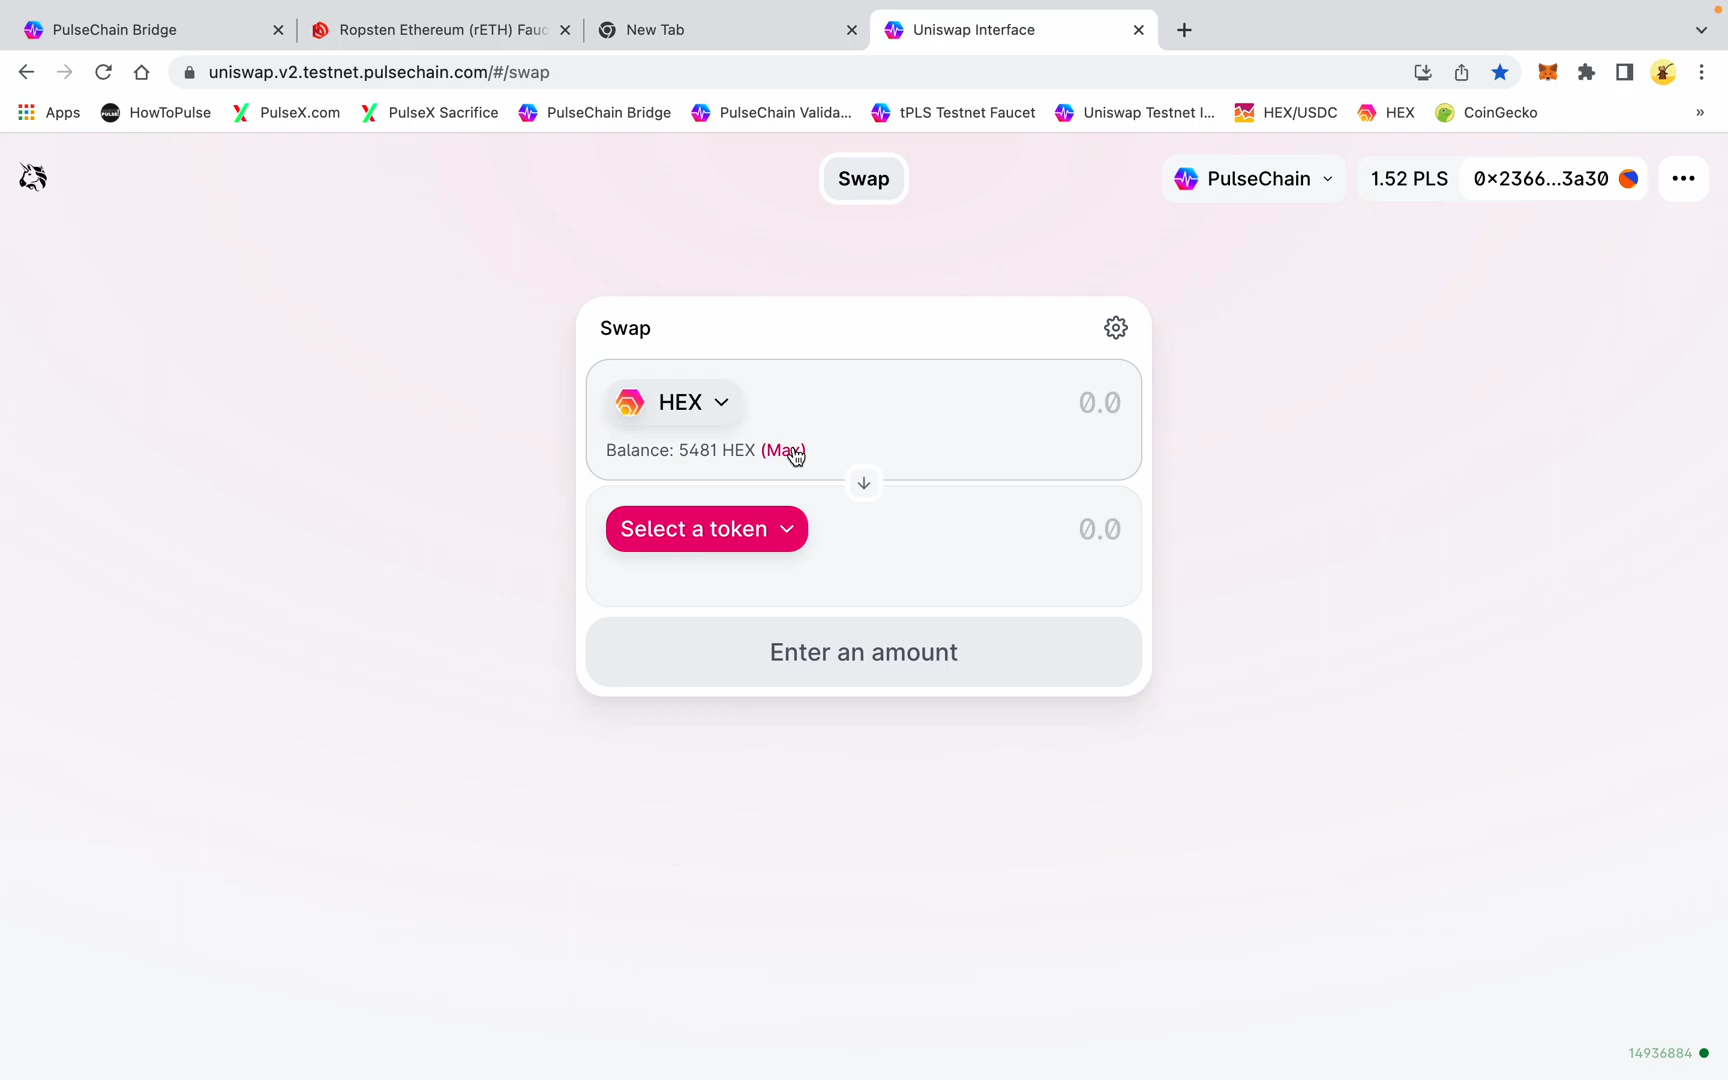 PulseChain Bridge
Ropsten Ethereum (rETH) Fauc
New Tab
Uniswap Interface
uniswap.v2.testnet.pulsechain.com/#/swap
Apps HowToPulse PulseX.com PulseX Sacrifice PulseChain Bridge PulseChain Valida... tPLS Testnet Faucet Uniswap Testnet I... HEX/USDC HEX CoinGecko »
Swap
PulseChain
1.52 PLS
0×2366...3a30
Swap
HEX
0.0
Balance: 5481 HEX (Max)
Select a token
0.0
Enter an amount
14936884